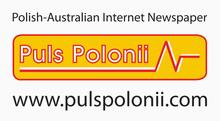 Polish-Australian Internet Newspaper
Puls Polonii
www.pulspolonii.com